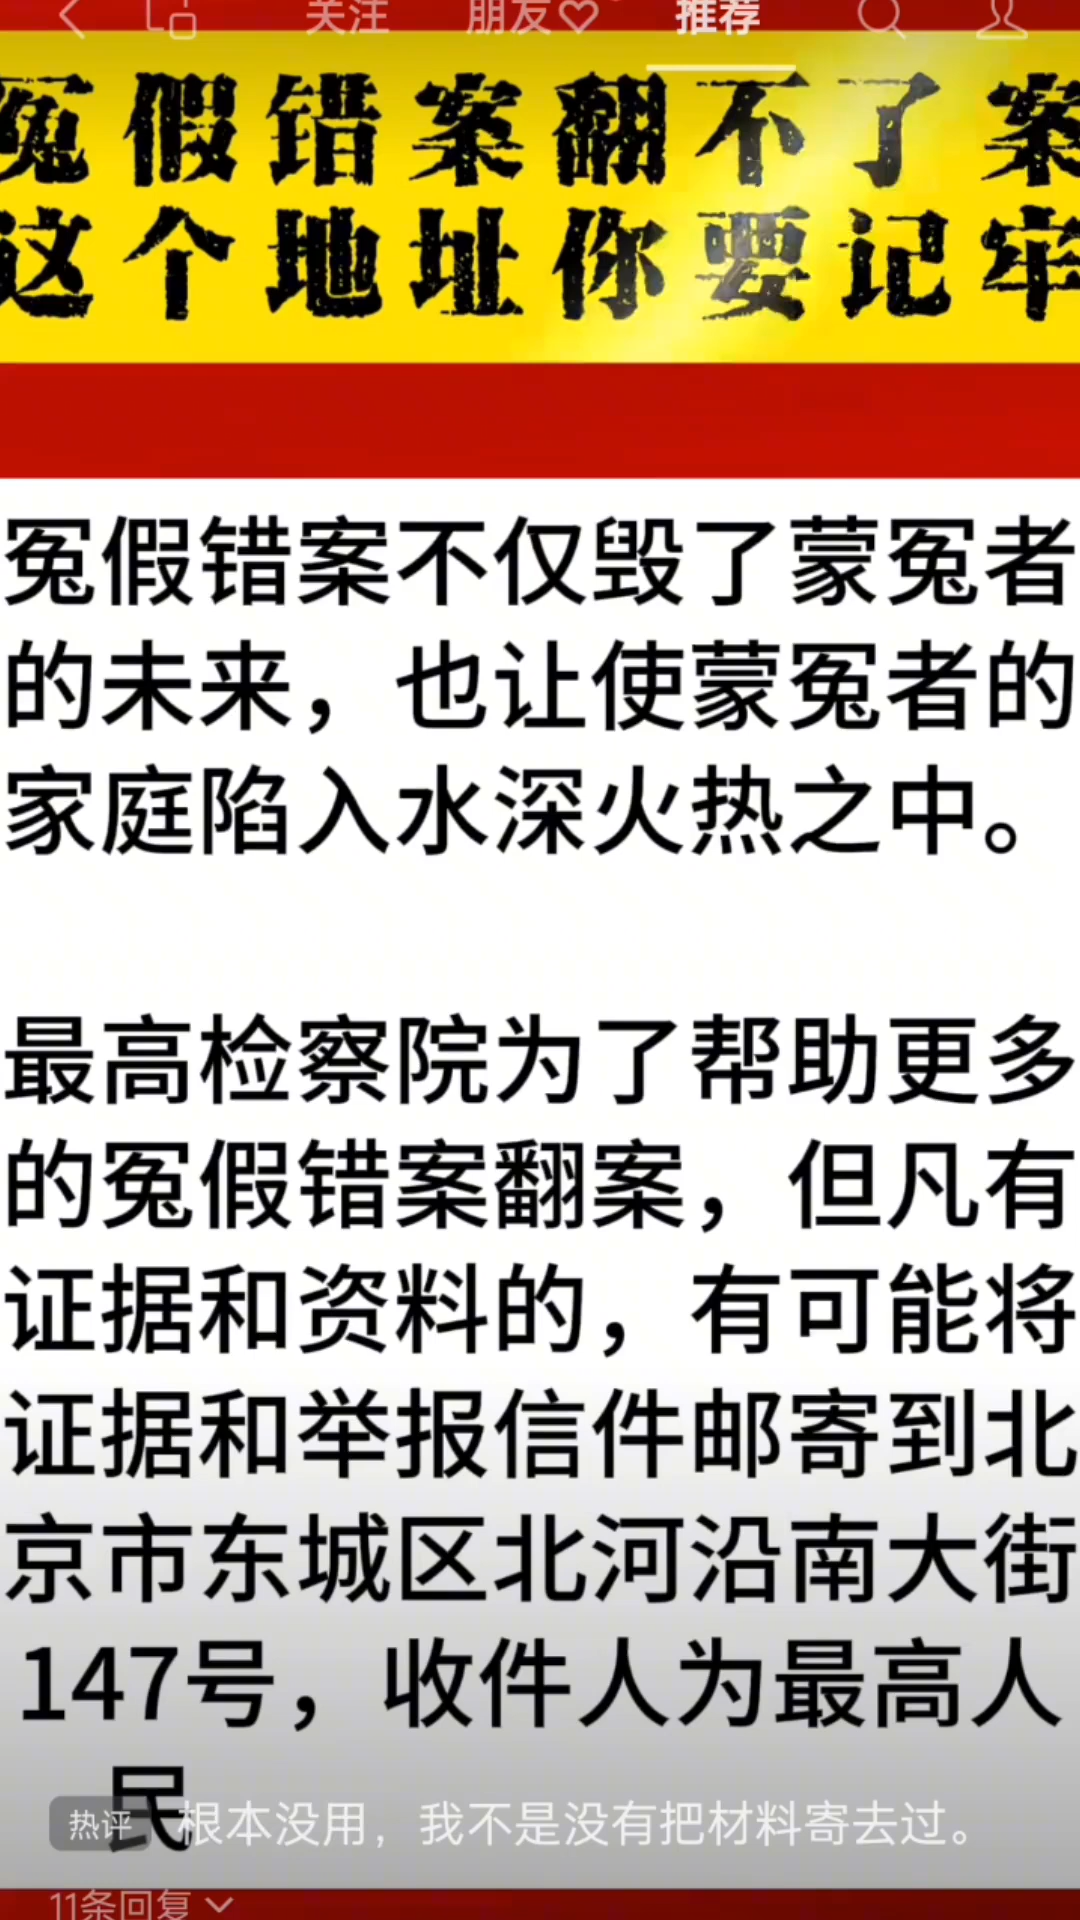 关注 朋友 推荐
冤假错案翻不了案
这个地址你要记牢
冤假错案不仅毁了蒙冤者
的未来，也让使蒙冤者的
家庭陷入水深火热之中。
最高检察院为了帮助更多
的冤假错案翻案，但凡有
证据和资料的，有可能将
证据和举报信件邮寄到北
京市东城区北河沿南大街
147号，收件人为最高人
民
热评 根本没用，我不是没有把材料寄去过。
11条回复